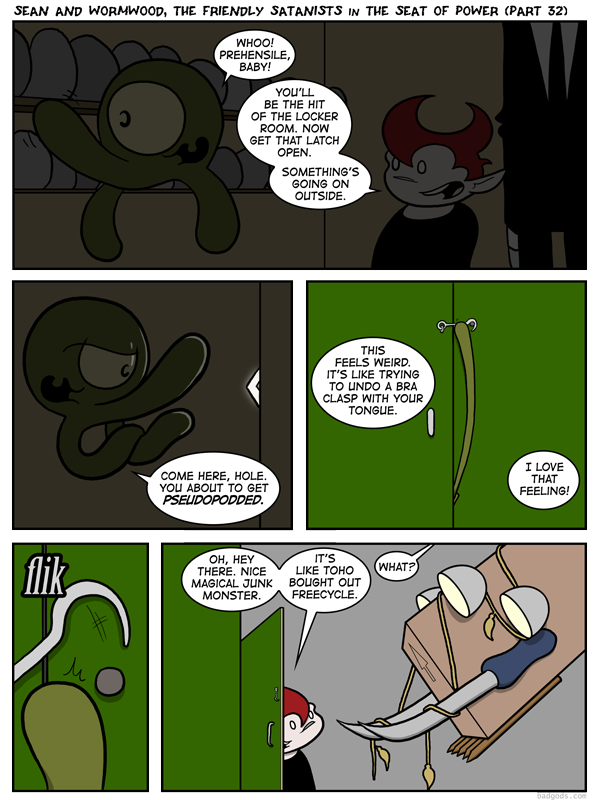 SEAN AND WORMWOOD, THE FRIENDLY SATANISTS IN THE SEAT OF POWER (PART 32)
WHOO!
PREHENSILE,
BABY!
YOU'LL
BE THE HIT
OF THE LOCKER
ROOM. NOW
GET THAT LATCH
OPEN.
SOMETHING'S
GOING ON
OUTSIDE.
COME HERE, HOLE.
YOU ABOUT TO GET
PSEUDOPODDED.
THIS
FEELS WEIRD.
IT'S LIKE TRYING
TO UNDO A BRA
CLASP WITH YOUR
TONGUE.
I LOVE
THAT
FEELING!
flik
OH, HEY
THERE. NICE
MAGICAL JUNK
MONSTER.
IT'S
LIKE TOHO
BOUGHT OUT
FREECYCLE.
WHAT?
badgods.com